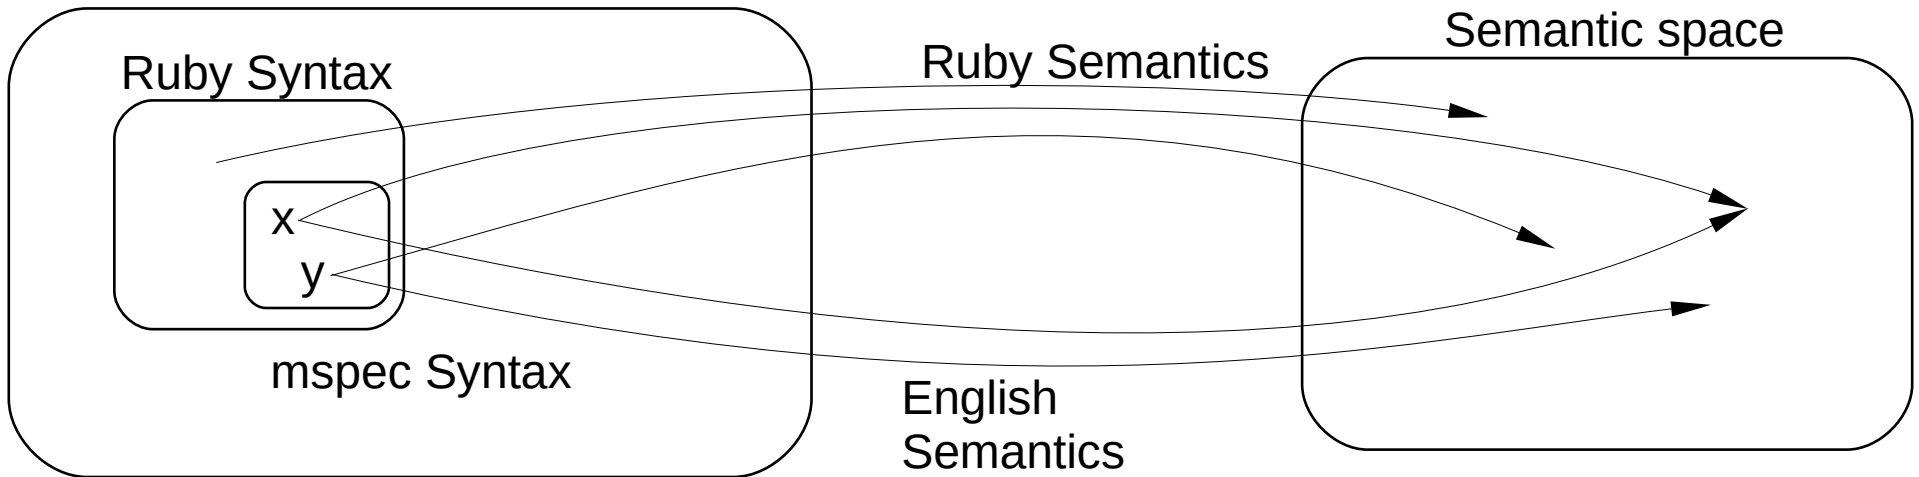 Semantic space
Ruby Semantics
Ruby Syntax
x
y
mspec Syntax
English
Semantics